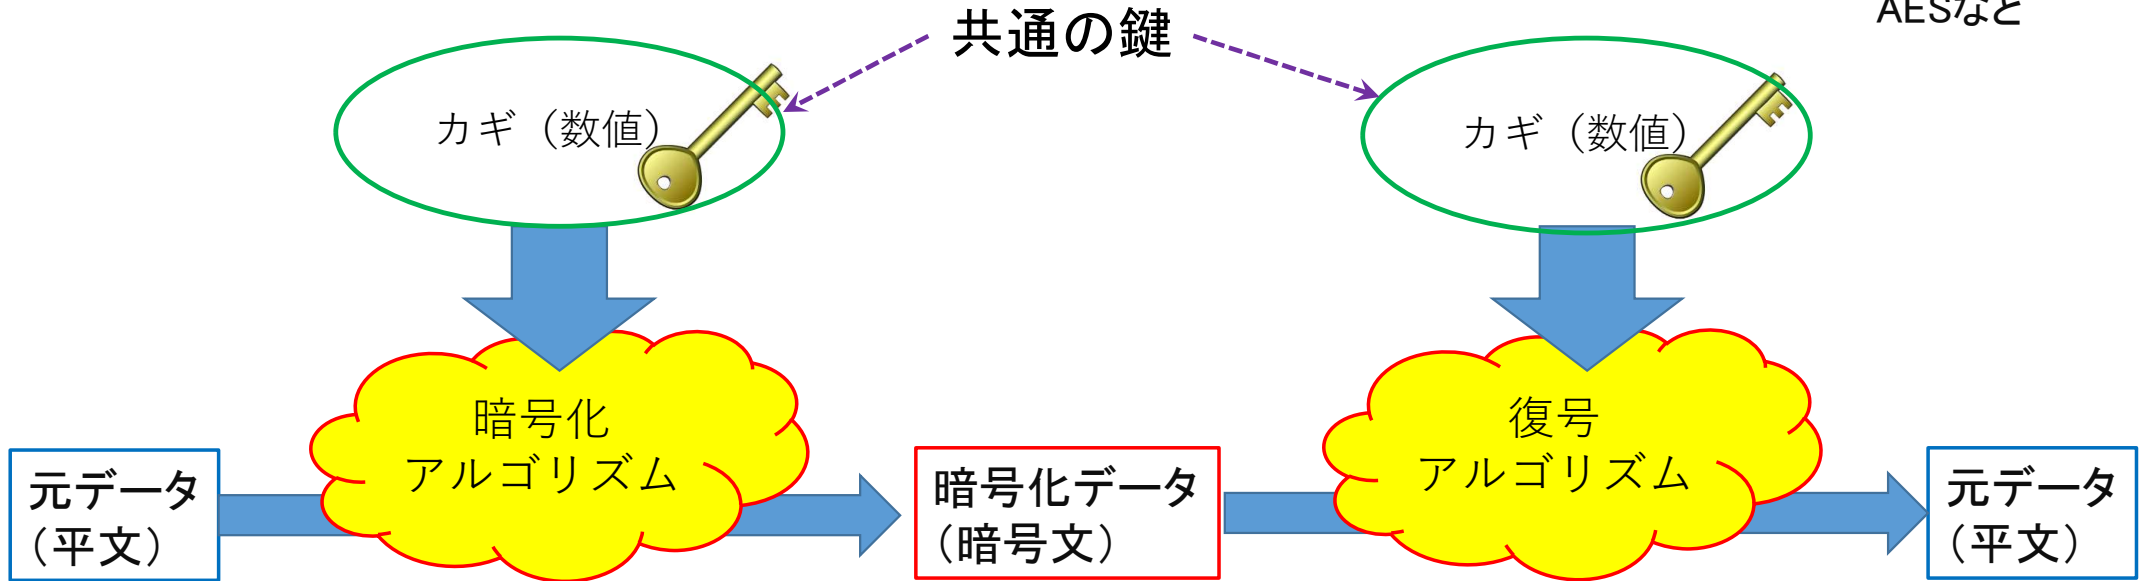 共通の鍵
AESなど
カギ（数値）
カギ（数値）
暗号化
アルゴリズム
復号
アルゴリズム
元データ
（平文）
暗号化データ
（暗号文）
元データ
（平文）